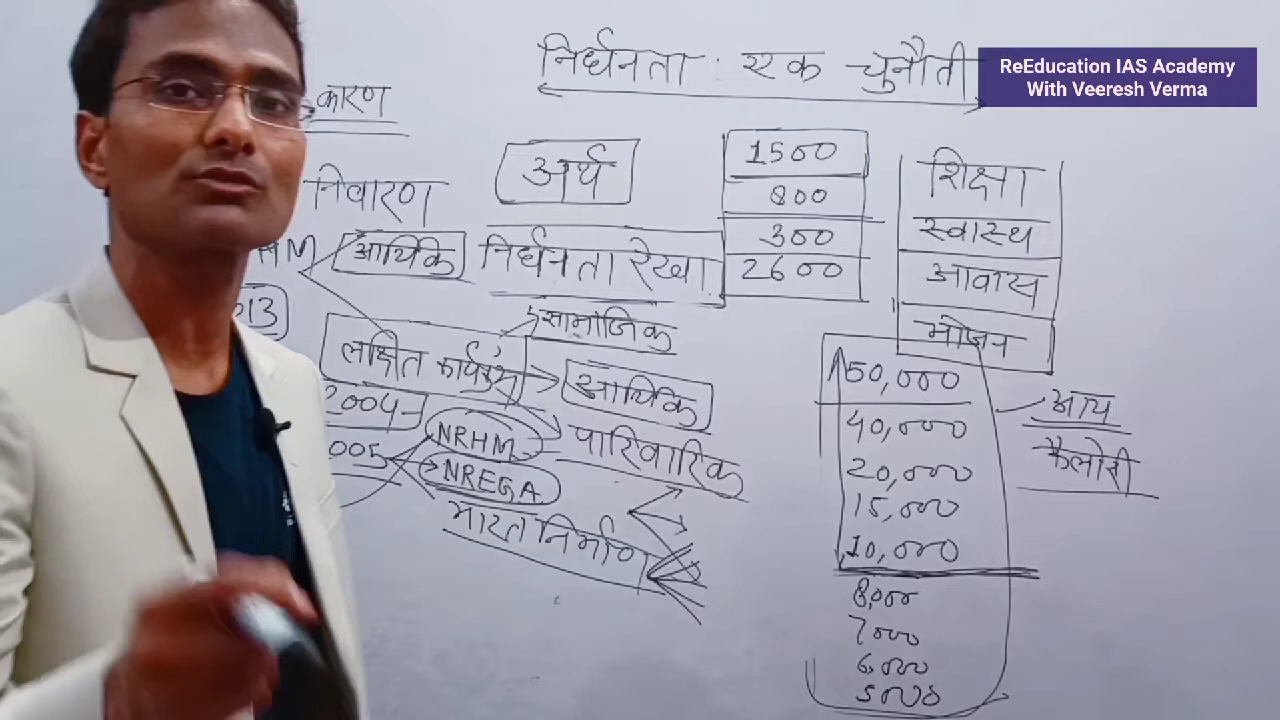 निर्धनता : एक चुनौती
ReEducation IAS Academy
With Veeresh Verma
कारण
निवारण
आर्थिक
अर्थ
निर्धनता रेखा
1500
800
300
2600
शिक्षा
स्वास्थ
आवास
भोजन
सामाजिक
लक्षित कार्यक्रम
आर्थिक
पारिवारिक
2004-
005
NRHM
NREGA
भारत निर्माण
50,000
40,000
20,000
15,000
10,000
8,000
7000
6000
5000
आय
कैलोरी